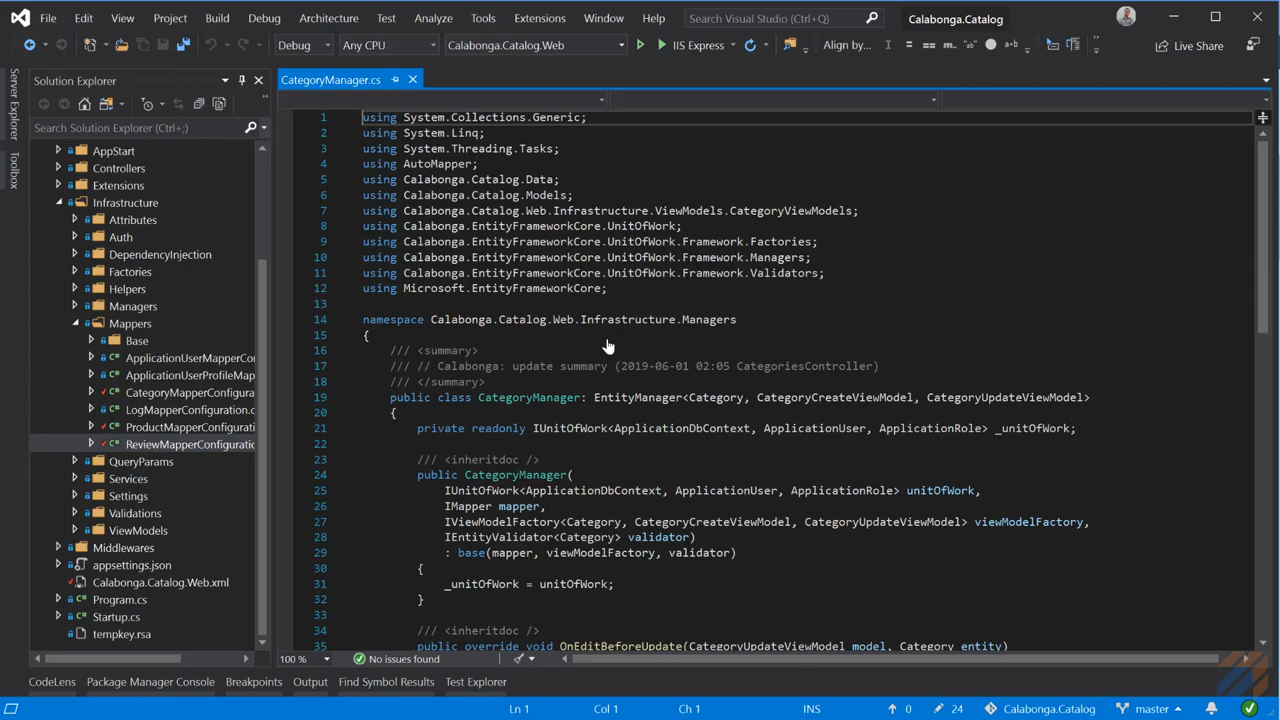 File Edit View Project Build Debug Architecture Test Analyze Tools Extensions Window Help Search Visual Studio (Ctrl+Q) Calabonga.Catalog
Debug Any CPU Calabonga.Catalog.Web IIS Express Align by... Live Share
Server Explorer
Toolbox
Solution Explorer
Search Solution Explorer (Ctrl+;)
AppStart
Controllers
Extensions
Infrastructure
Attributes
Auth
DependencyInjection
Factories
Helpers
Managers
Mappers
Base
ApplicationUserMapperCo
ApplicationUserProfileMap
CategoryMapperConfigura
LogMapperConfiguration.c
ProductMapperConfigurati
ReviewMapperConfiguratio
QueryParams
Services
Settings
Validations
ViewModels
Middlewares
appsettings.json
Calabonga.Catalog.Web.xml
Program.cs
Startup.cs
tempkey.rsa
CategoryManager.cs
1 using System.Collections.Generic;
2 using System.Linq;
3 using System.Threading.Tasks;
4 using AutoMapper;
5 using Calabonga.Catalog.Data;
6 using Calabonga.Catalog.Models;
7 using Calabonga.Catalog.Web.Infrastructure.ViewModels.CategoryViewModels;
8 using Calabonga.EntityFrameworkCore.UnitOfWork;
9 using Calabonga.EntityFrameworkCore.UnitOfWork.Framework.Factories;
10 using Calabonga.EntityFrameworkCore.UnitOfWork.Framework.Managers;
11 using Calabonga.EntityFrameworkCore.UnitOfWork.Framework.Validators;
12 using Microsoft.EntityFrameworkCore;
13
14 namespace Calabonga.Catalog.Web.Infrastructure.Managers
15 {
16 /// <summary>
17 /// // Calabonga: update summary (2019-06-01 02:05 CategoriesController)
18 /// </summary>
19 public class CategoryManager: EntityManager<Category, CategoryCreateViewModel, CategoryUpdateViewModel>
20 {
21 private readonly IUnitOfWork<ApplicationDbContext, ApplicationUser, ApplicationRole> _unitOfWork;
22
23 /// <inheritdoc />
24 public CategoryManager(
25 IUnitOfWork<ApplicationDbContext, ApplicationUser, ApplicationRole> unitOfWork,
26 IMapper mapper,
27 IViewModelFactory<Category, CategoryCreateViewModel, CategoryUpdateViewModel> viewModelFactory,
28 IEntityValidator<Category> validator)
29 : base(mapper, viewModelFactory, validator)
30 {
31 _unitOfWork = unitOfWork;
32 }
33
34 /// <inheritdoc />
35 public override void OnEditBeforeUpdate(CategoryUpdateViewModel model, Category entity)
100 % No issues found
CodeLens Package Manager Console Breakpoints Output Find Symbol Results Test Explorer
Ln 1 Col 1 Ch 1 INS 0 24 Calabonga.Catalog master